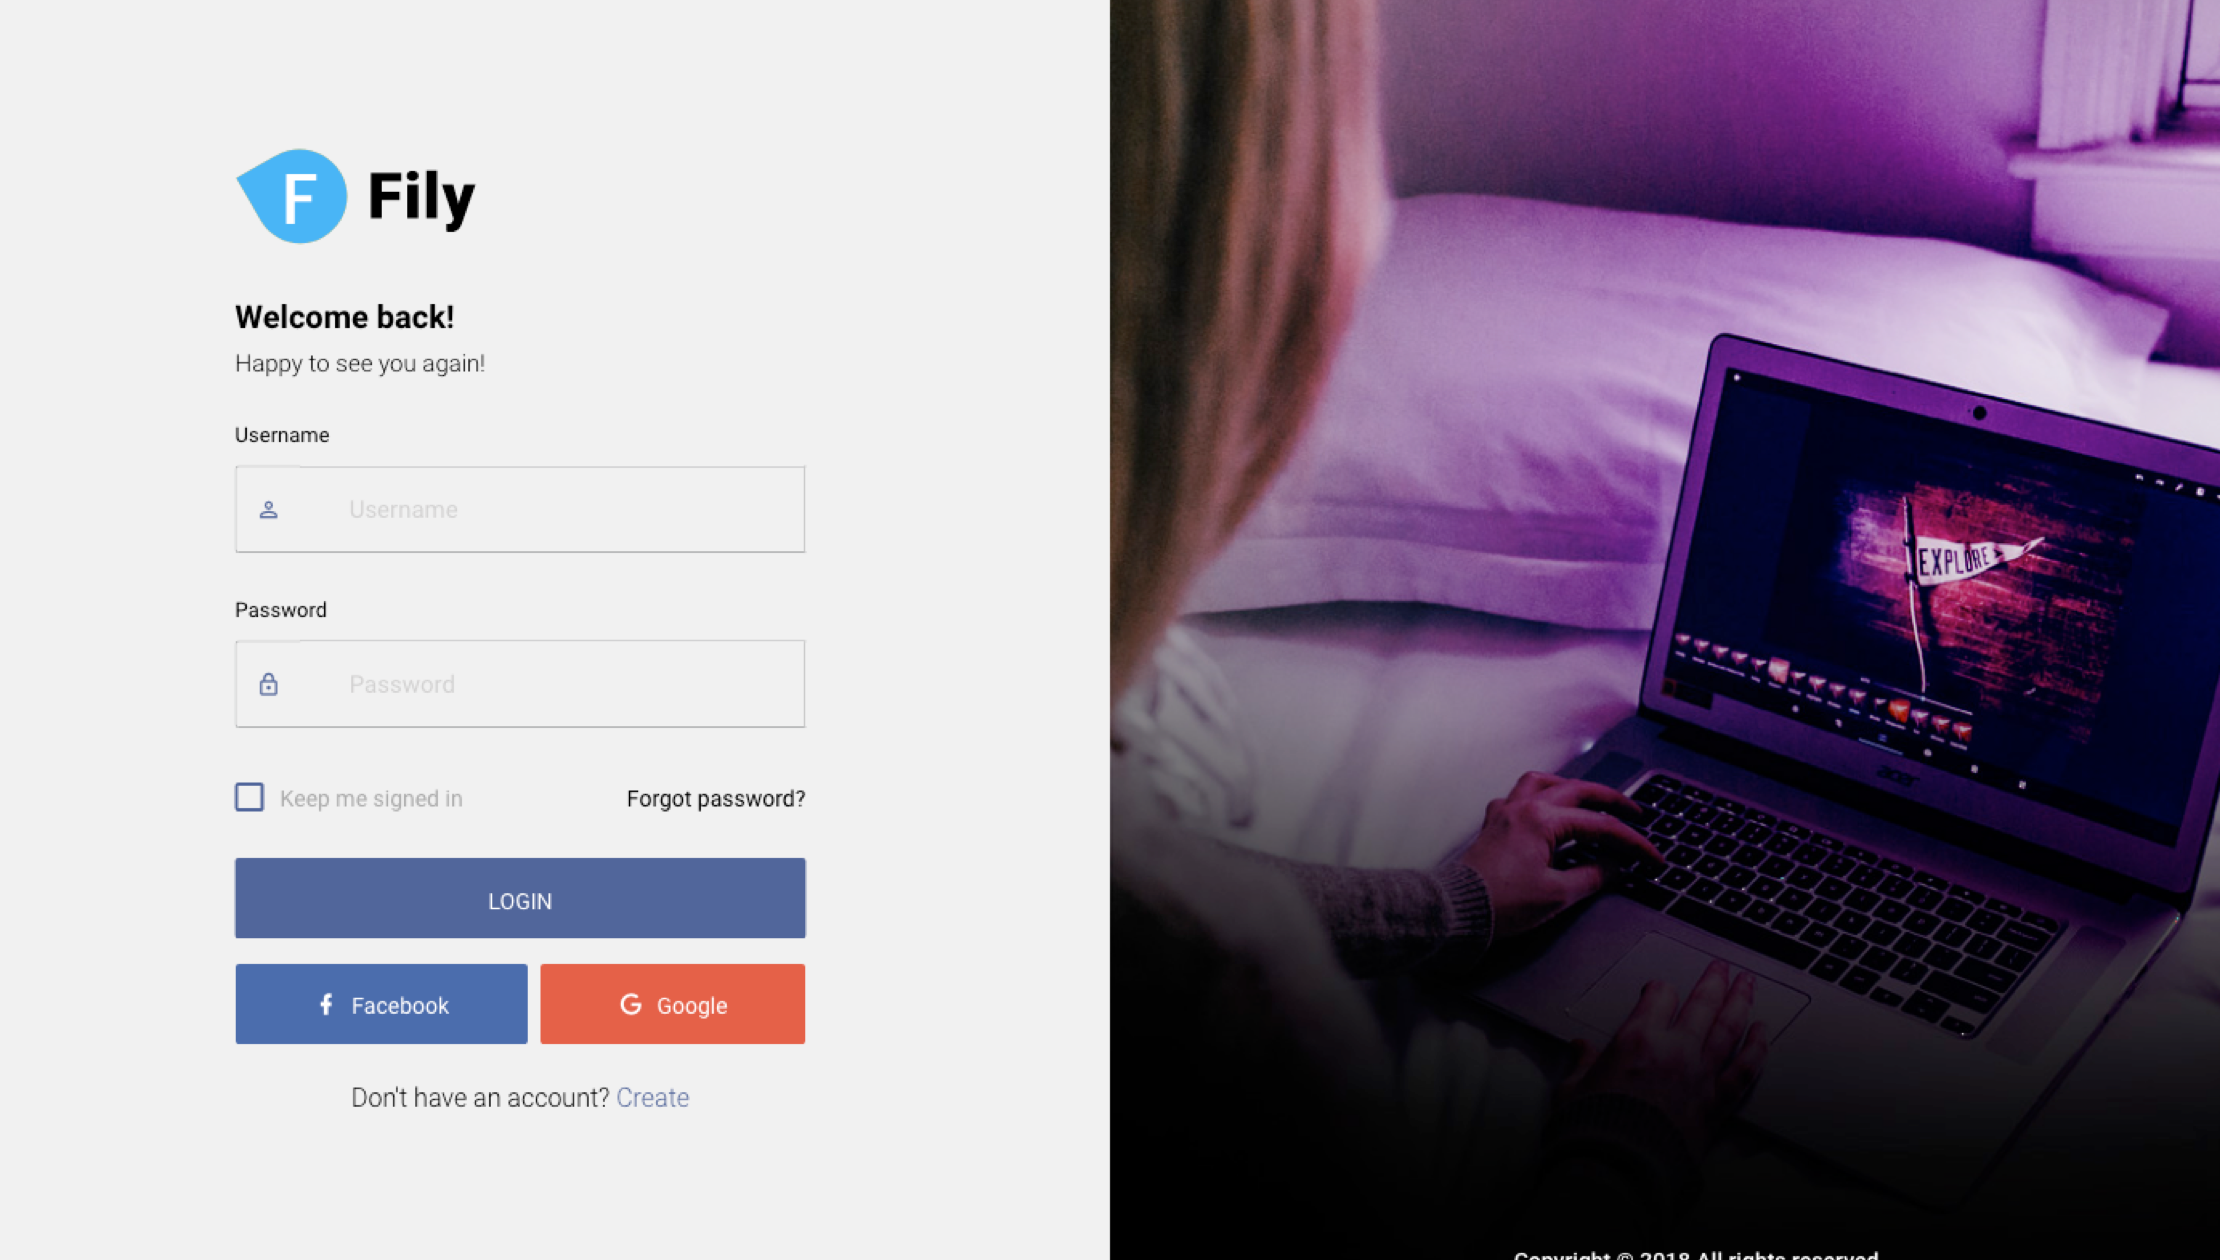 F Fily
Welcome back!
Happy to see you again!
Username
Username
Password
Password
Keep me signed in Forgot password?
LOGIN
f Facebook G Google
Don't have an account? Create
EXPLORE
acer
Copyright © 2018 All rights reserved.